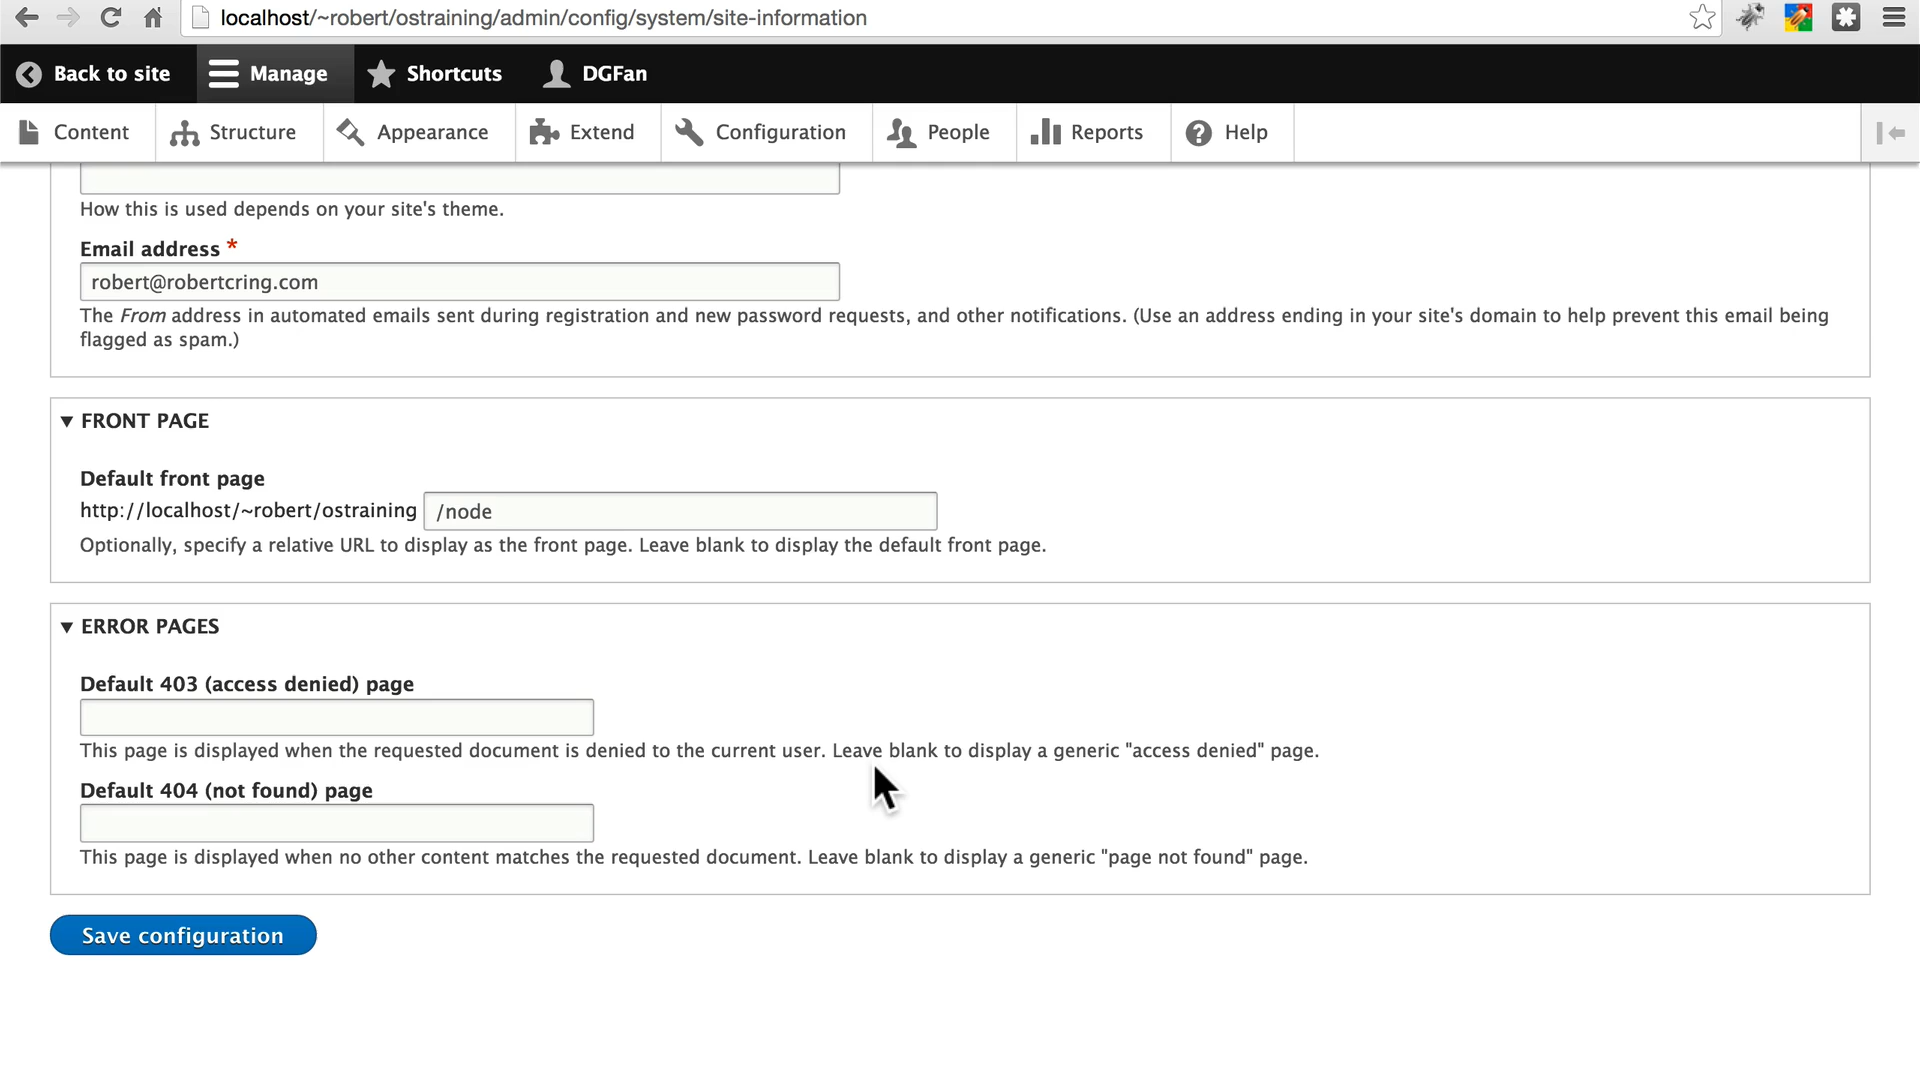 localhost/~robert/ostraining/admin/config/system/site-information
Back to site Manage Shortcuts DGFan
Content Structure Appearance Extend Configuration People Reports Help
How this is used depends on your site's theme.
Email address *
robert@robertcring.com
The From address in automated emails sent during registration and new password requests, and other notifications. (Use an address ending in your site's domain to help prevent this email being
flagged as spam.)
▼ FRONT PAGE
Default front page
http://localhost/~robert/ostraining /node
Optionally, specify a relative URL to display as the front page. Leave blank to display the default front page.
▼ ERROR PAGES
Default 403 (access denied) page
This page is displayed when the requested document is denied to the current user. Leave blank to display a generic "access denied" page.
Default 404 (not found) page
This page is displayed when no other content matches the requested document. Leave blank to display a generic "page not found" page.
Save configuration